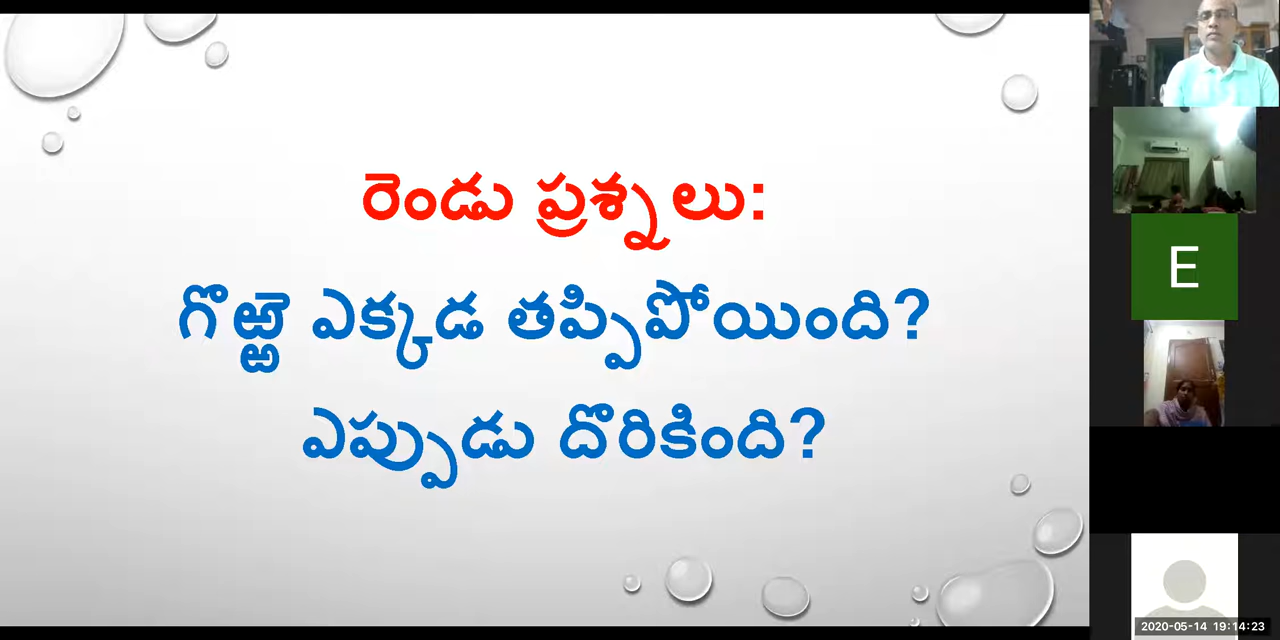 రెండు ప్రశ్నలు:
గొఱ్ఱె ఎక్కడ తప్పిపోయింది?
ఎప్పుడు దొరికింది?
E
2020-05-14 19:14:23